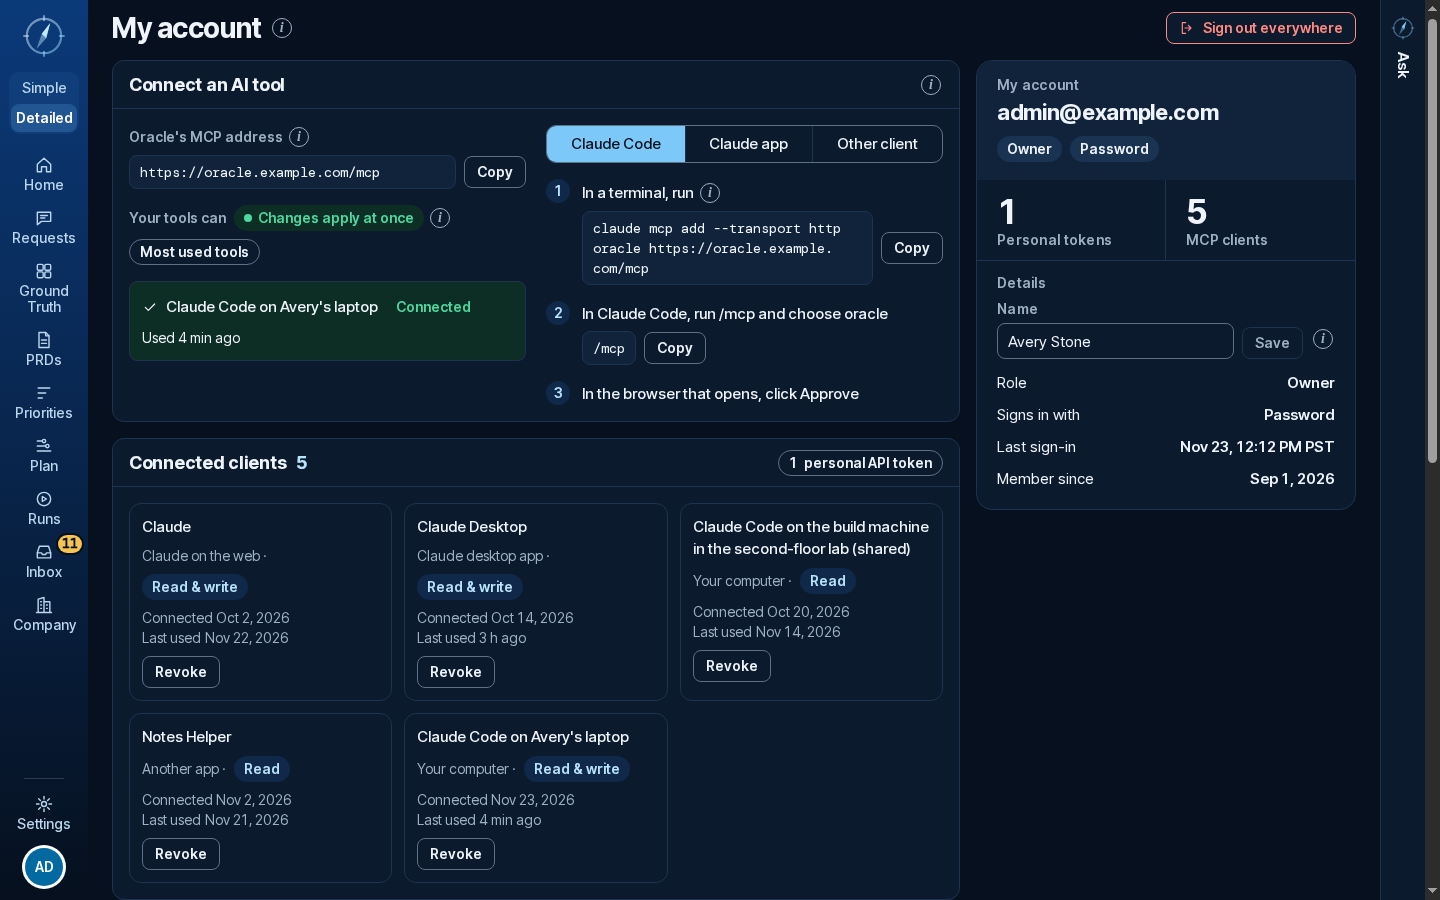 Simple
Detailed
Home
Requests
Ground
Truth
PRDs
Priorities
Plan
Runs
11
Inbox
Company
Settings
AD
My account
i
Sign out everywhere
Connect an AI tool
i
Oracle's MCP address i
https://oracle.example.com/mcp
Copy
Your tools can
Changes apply at once
i
Most used tools
Claude Code on Avery's laptop
Connected
Used 4 min ago
Claude Code
Claude app
Other client
1
In a terminal, run i
claude mcp add --transport http
oracle https://oracle.example.
com/mcp
Copy
2
In Claude Code, run /mcp and choose oracle
/mcp
Copy
3
In the browser that opens, click Approve
Connected clients 5
1 personal API token
Claude
Claude on the web ·
Read & write
Connected Oct 2, 2026
Last used Nov 22, 2026
Revoke
Claude Desktop
Claude desktop app ·
Read & write
Connected Oct 14, 2026
Last used 3 h ago
Revoke
Claude Code on the build machine
in the second-floor lab (shared)
Your computer · Read
Connected Oct 20, 2026
Last used Nov 14, 2026
Revoke
Notes Helper
Another app · Read
Connected Nov 2, 2026
Last used Nov 21, 2026
Revoke
Claude Code on Avery's laptop
Your computer · Read & write
Connected Nov 23, 2026
Last used 4 min ago
Revoke
My account
admin@example.com
Owner
Password
1
Personal tokens
5
MCP clients
Details
Name
Avery Stone
Save
i
Role
Owner
Signs in with
Password
Last sign-in
Nov 23, 12:12 PM PST
Member since
Sep 1, 2026
Ask